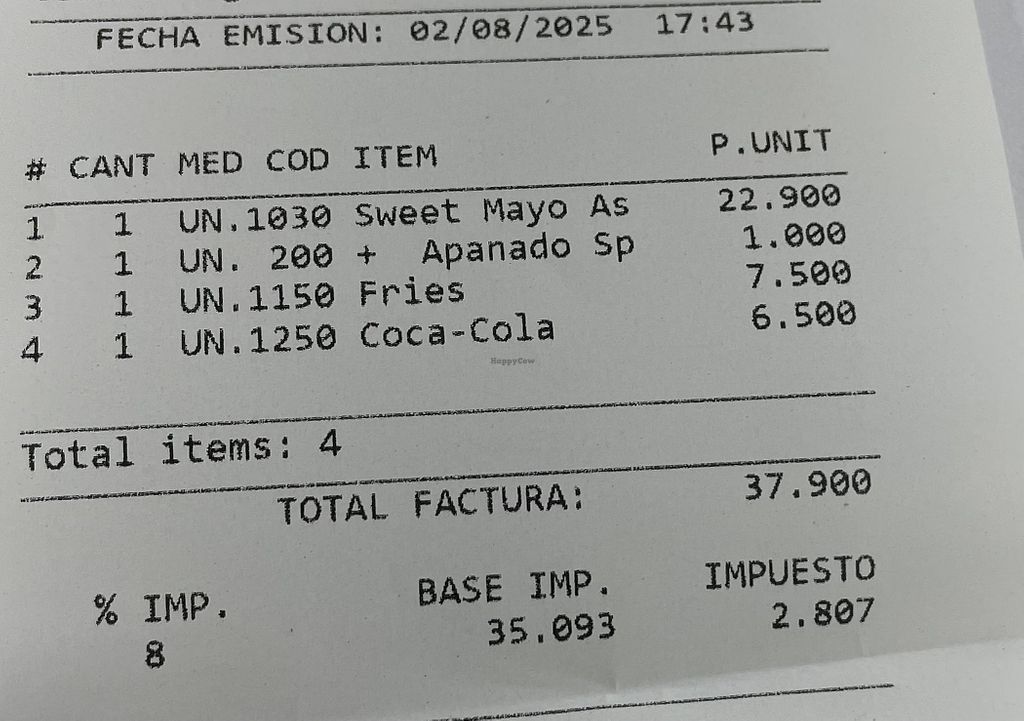 FECHA EMISION: 02/08/2025 17:43
# CANT MED COD ITEM P.UNIT
1 1 UN.1030 Sweet Mayo As 22.900
2 1 UN. 200 + Apanado Sp 1.000
3 1 UN.1150 Fries 7.500
4 1 UN.1250 Coca-Cola 6.500
HappyCow
Total items: 4
TOTAL FACTURA: 37.900
% IMP. BASE IMP. IMPUESTO
8 35.093 2.807